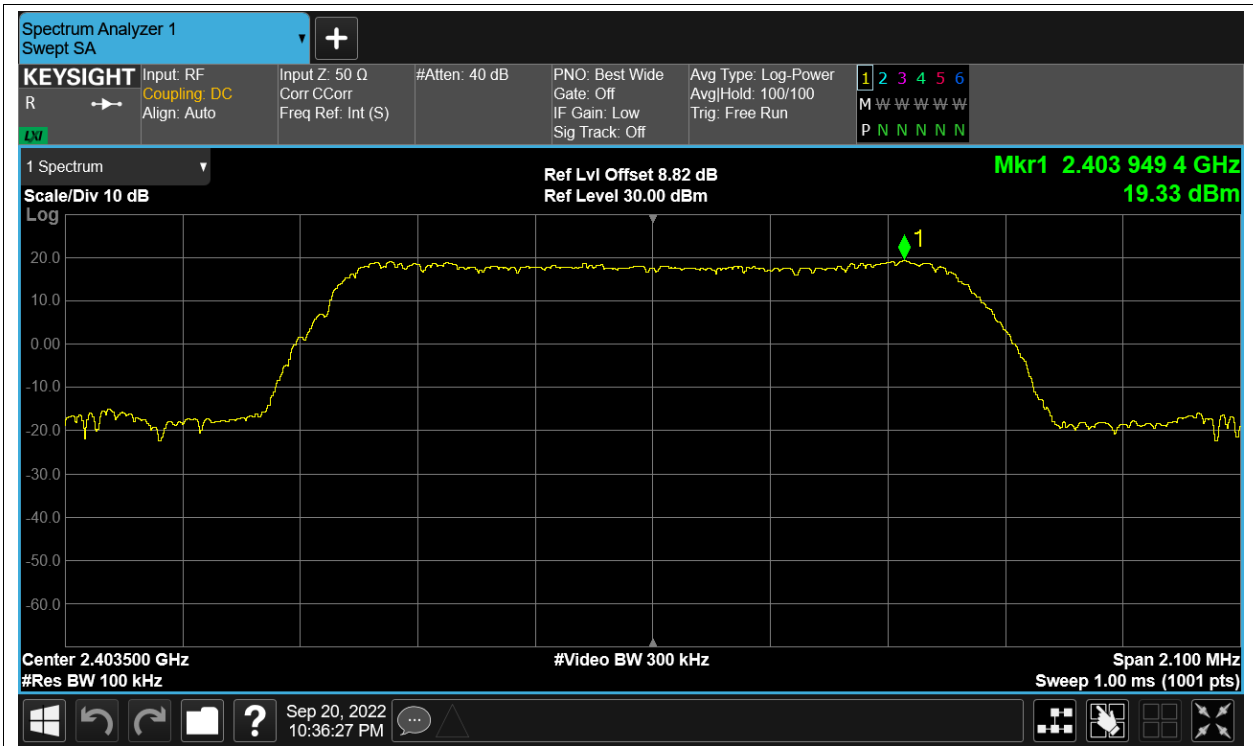 Spectrum Analyzer 1
Swept SA
KEYSIGHT
R
LXI
Input: RF
Coupling: DC
Align: Auto
Input Z: 50 Ω
Corr CCorr
Freq Ref: Int (S)
#Atten: 40 dB
PNO: Best Wide
Gate: Off
IF Gain: Low
Sig Track: Off
Avg Type: Log-Power
Avg|Hold: 100/100
Trig: Free Run
1 2 3 4 5 6
M W W W W W
P N N N N N
1 Spectrum
Scale/Div 10 dB
Log
Ref Lvl Offset 8.82 dB
Ref Level 30.00 dBm
Mkr1 2.403 949 4 GHz
19.33 dBm
1
20.0
10.0
0.00
-10.0
-20.0
-30.0
-40.0
-50.0
-60.0
Center 2.403500 GHz
#Res BW 100 kHz
#Video BW 300 kHz
Span 2.100 MHz
Sweep 1.00 ms (1001 pts)
?
Sep 20, 2022
10:36:27 PM